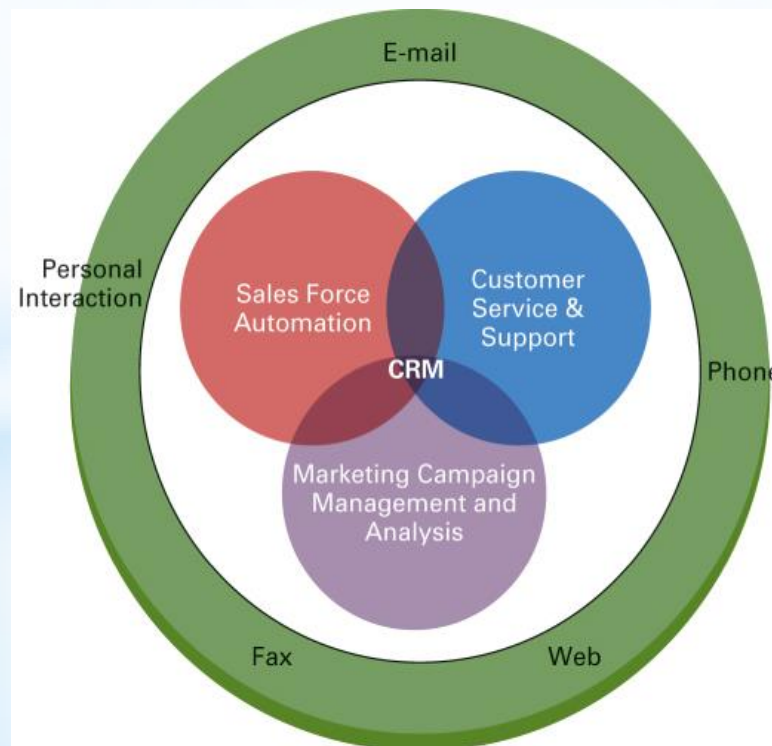 E-mail
Personal
Interaction
Sales Force
Automation
Customer
Service &
Support
CRM
Phone
Marketing Campaign
Management and
Analysis
Fax
Web